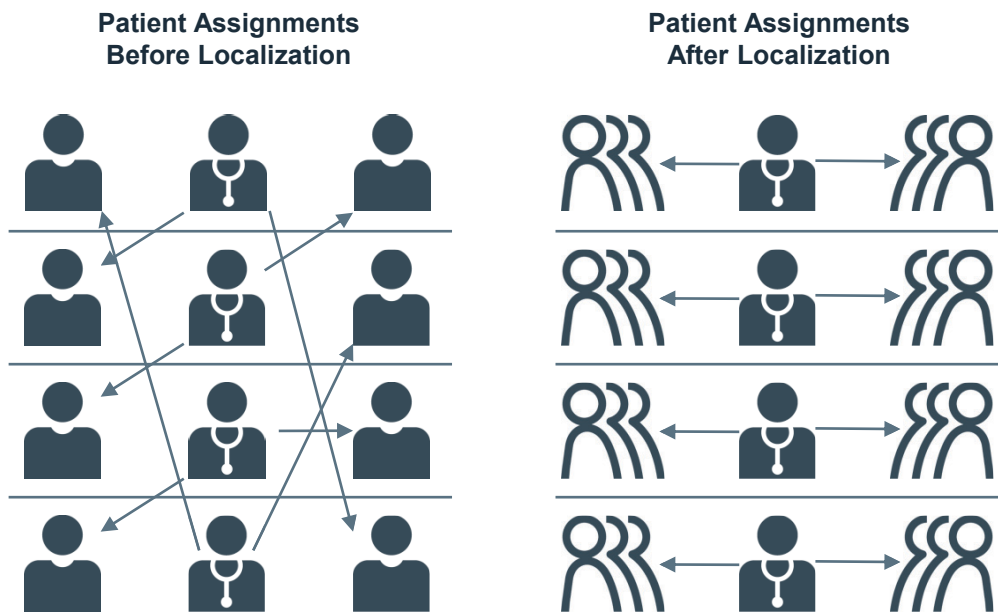 Patient Assignments
Before Localization
Patient Assignments
After Localization